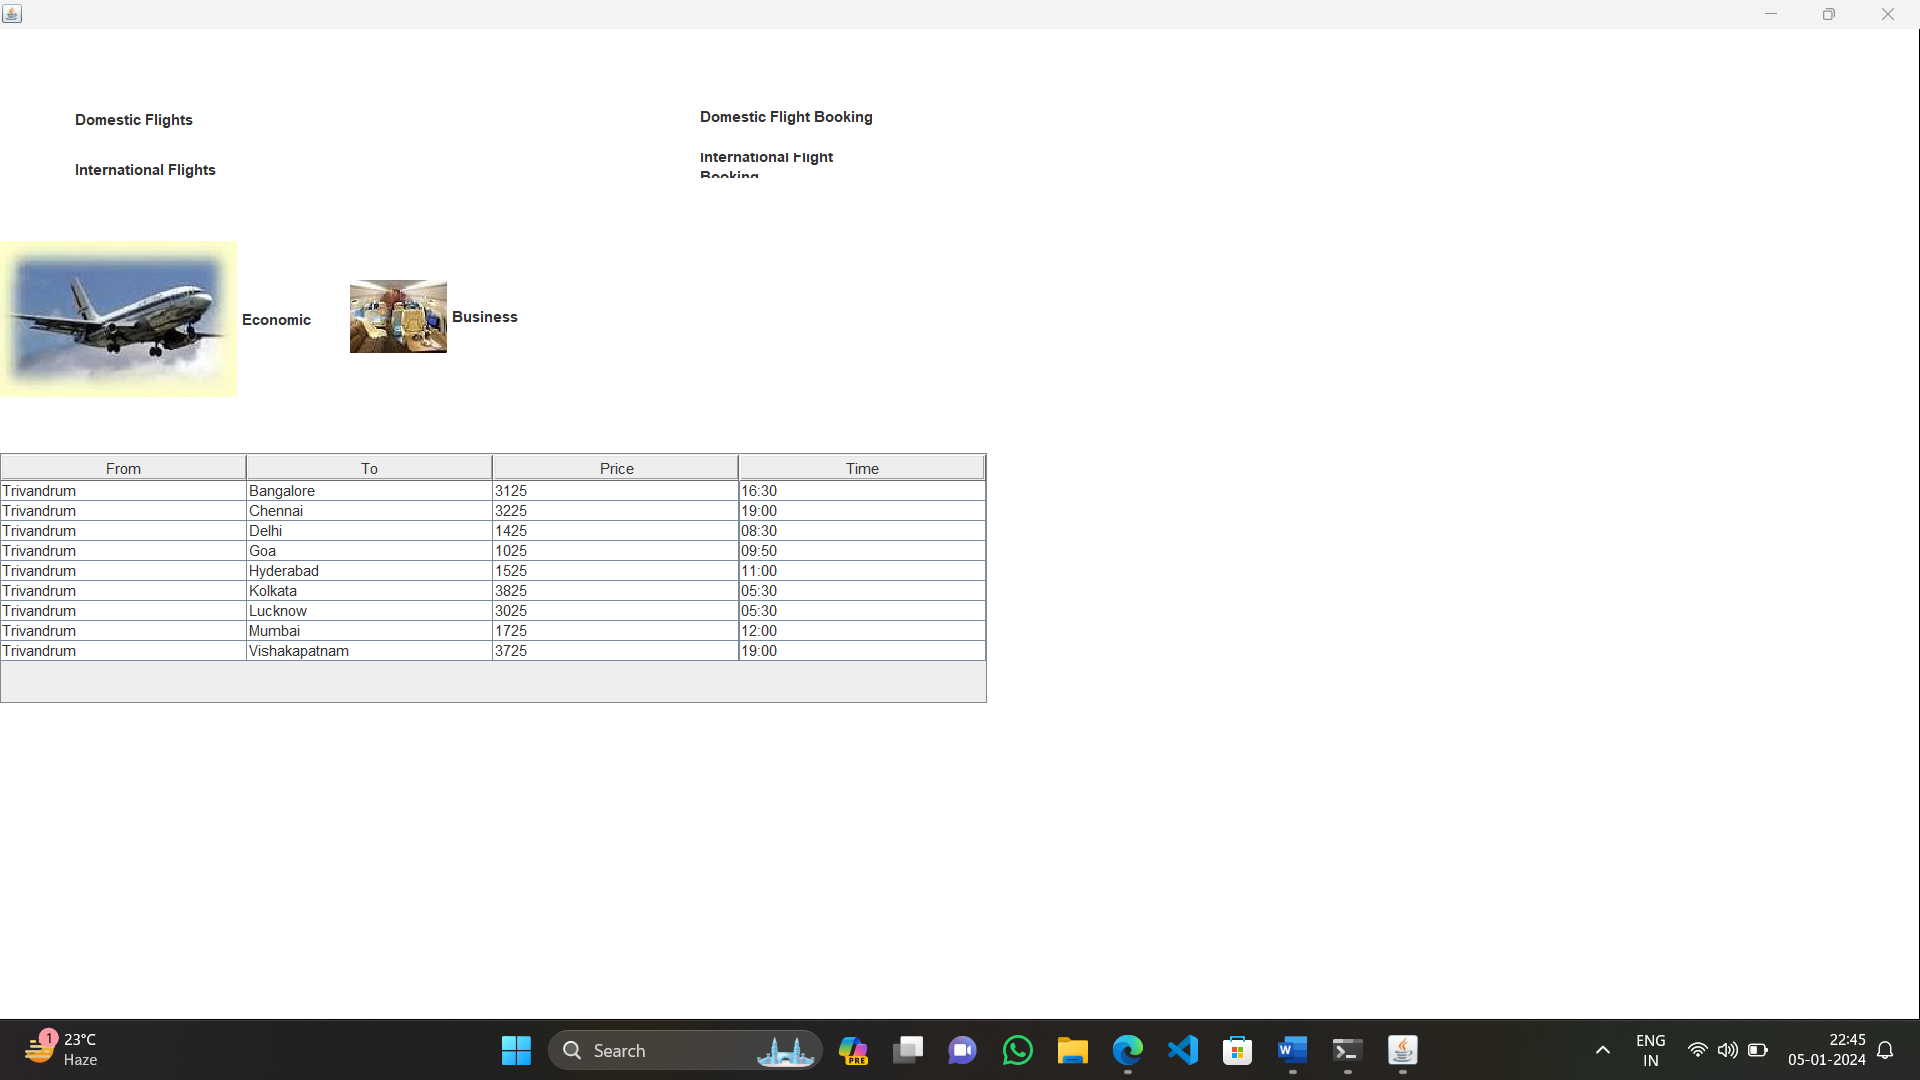 Domestic Flights
Domestic Flight Booking
International Flights
International Flight
Booking
Economic
Business
From To Price Time
Trivandrum Bangalore 3125 16:30
Trivandrum Chennai 3225 19:00
Trivandrum Delhi 1425 08:30
Trivandrum Goa 1025 09:50
Trivandrum Hyderabad 1525 11:00
Trivandrum Kolkata 3825 05:30
Trivandrum Lucknow 3025 05:30
Trivandrum Mumbai 1725 12:00
Trivandrum Vishakapatnam 3725 19:00
1
23°C
Haze
Search
PRE
W
ENG
IN
22:45
05-01-2024